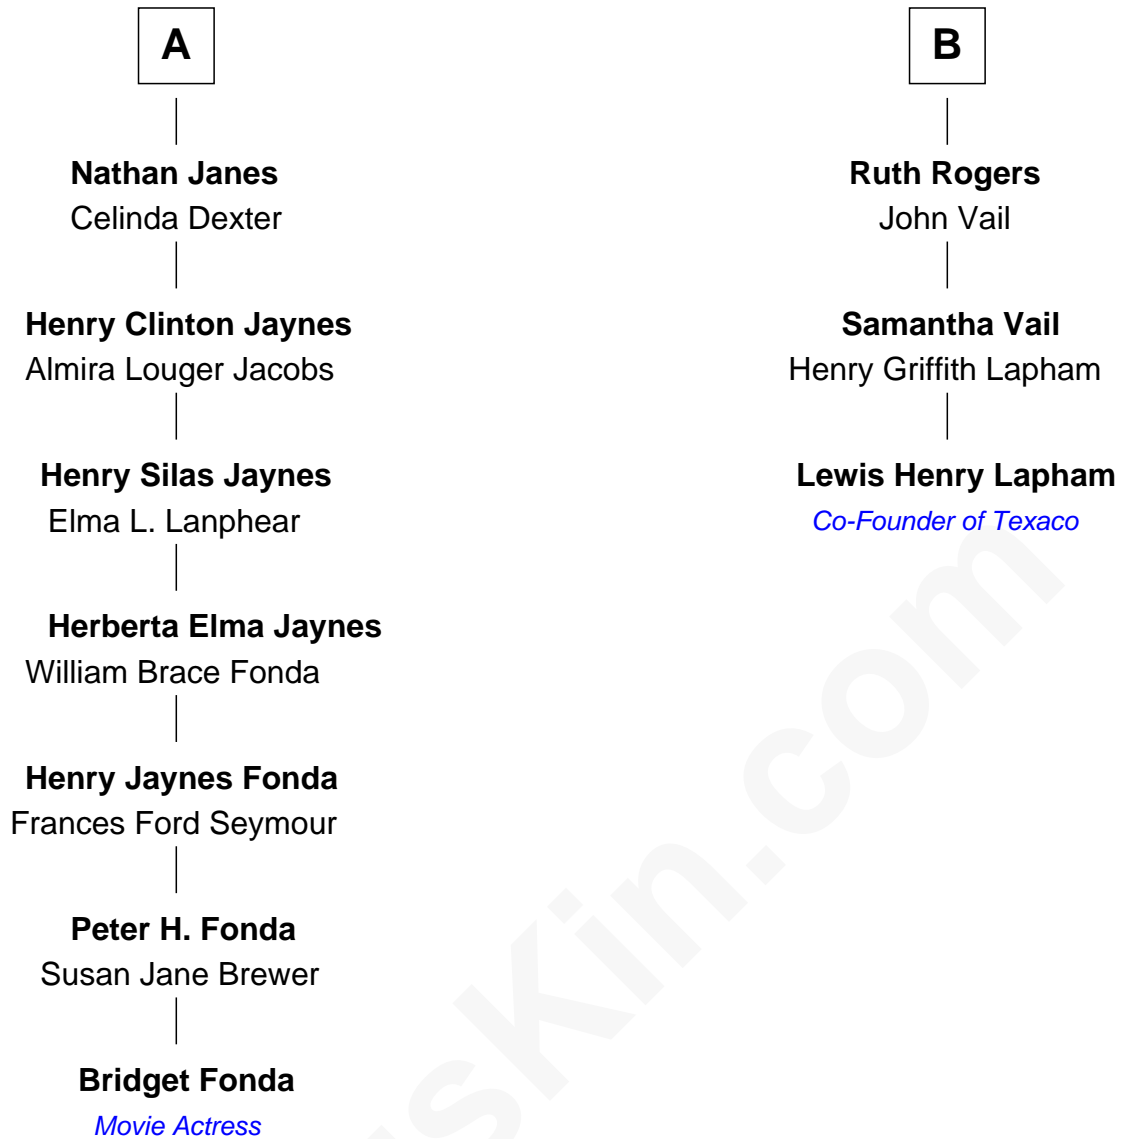 A
B
Nathan Janes
Celinda Dexter
Ruth Rogers
John Vail
Henry Clinton Jaynes
Almira Louger Jacobs
Samantha Vail
Henry Griffith Lapham
Henry Silas Jaynes
Elma L. Lanphear
Lewis Henry Lapham
Co-Founder of Texaco
Herberta Elma Jaynes
William Brace Fonda
Henry Jaynes Fonda
Frances Ford Seymour
Peter H. Fonda
Susan Jane Brewer
Bridget Fonda
Movie Actress
sKin.com